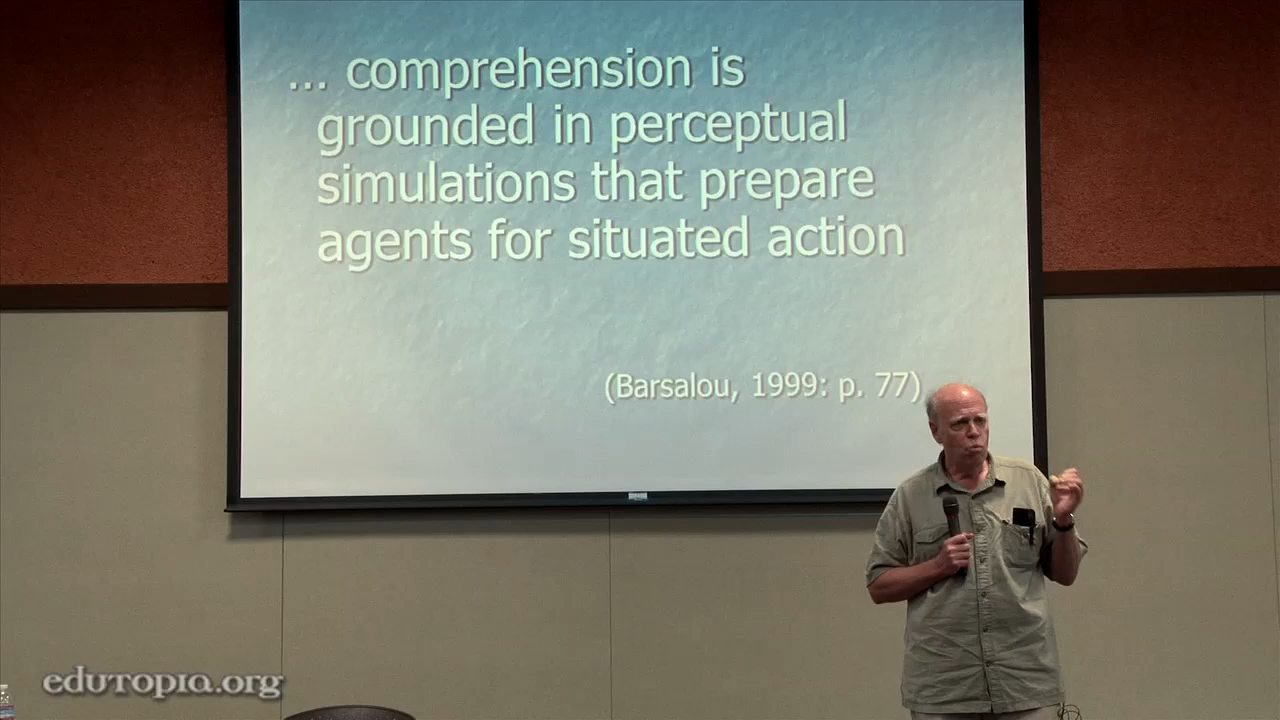 ... comprehension is
grounded in perceptual
simulations that prepare
agents for situated action
(Barsalou, 1999: p. 77)
edutopia.org